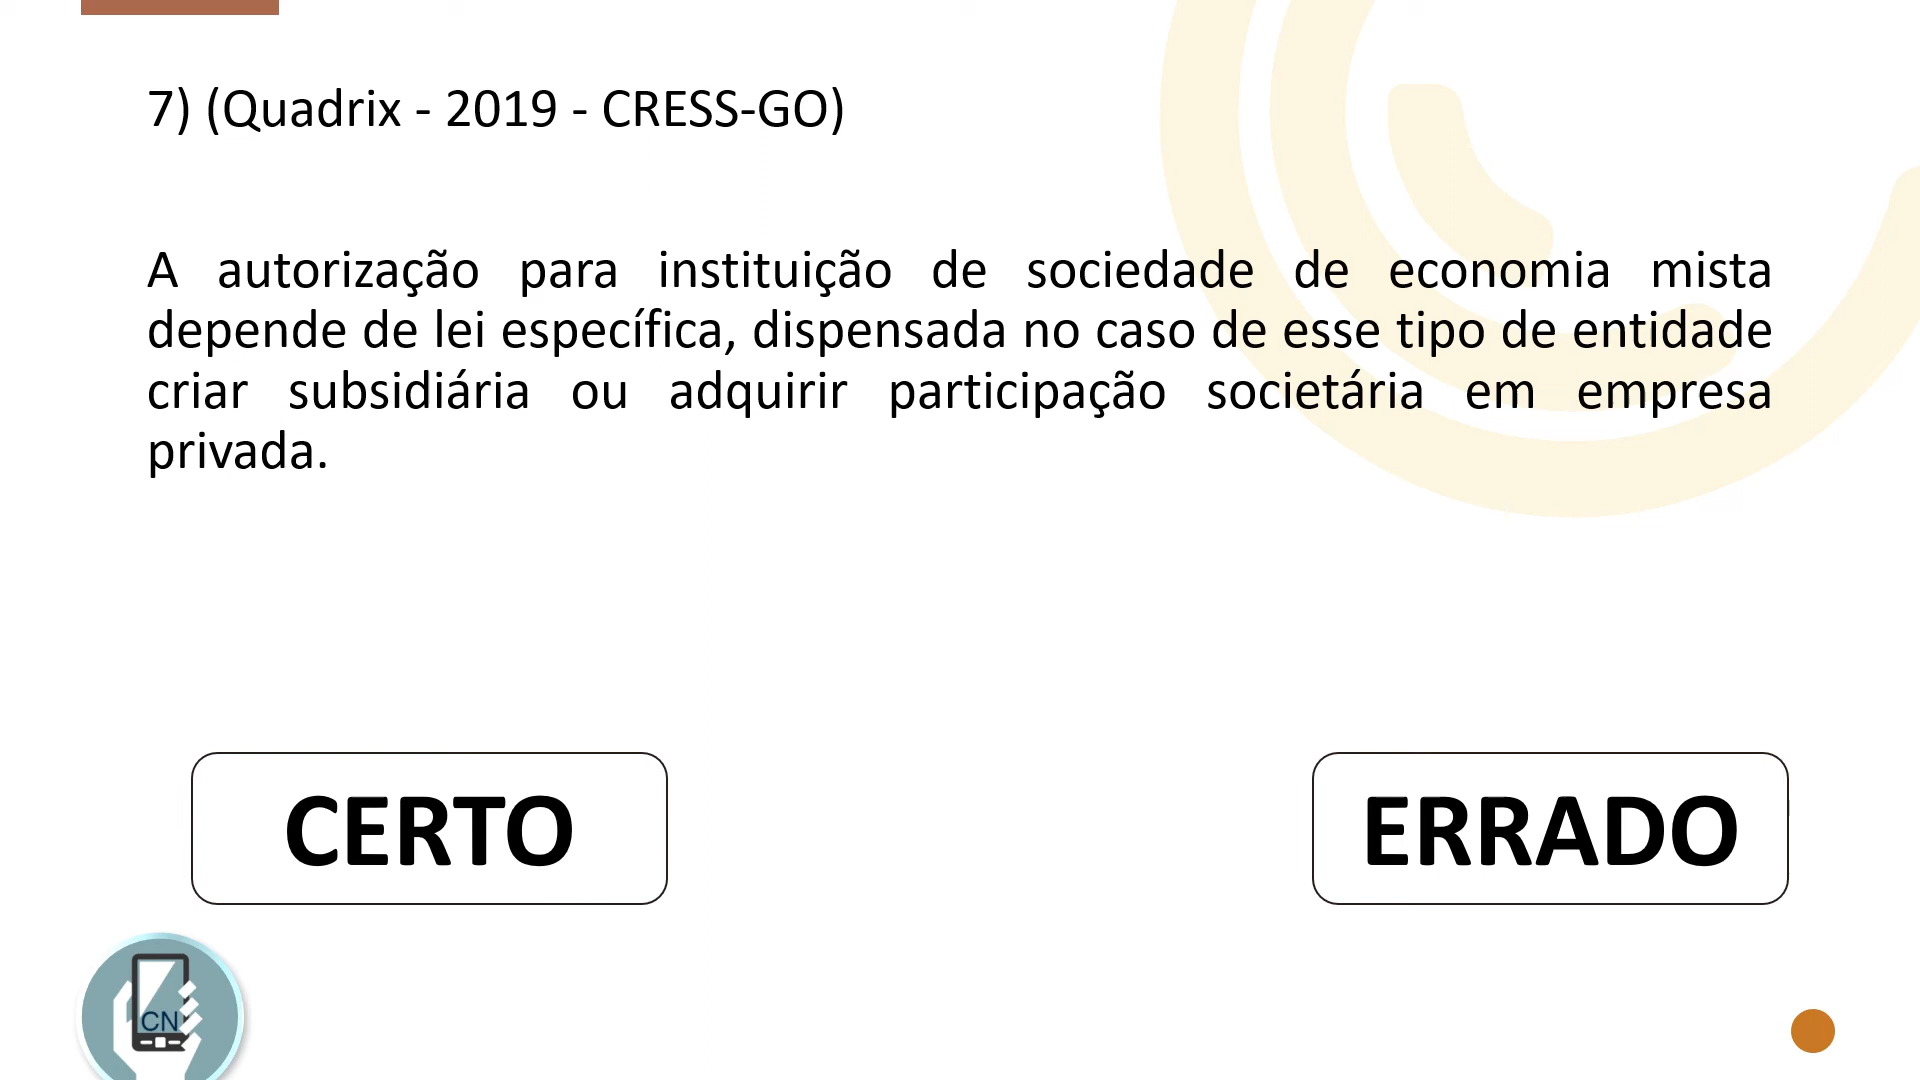 7) (Quadrix - 2019 - CRESS-GO)
A autorização para instituição de sociedade de economia mista
depende de lei específica, dispensada no caso de esse tipo de entidade
criar subsidiária ou adquirir participação societária em empresa
privada.
CERTO
ERRADO
CN